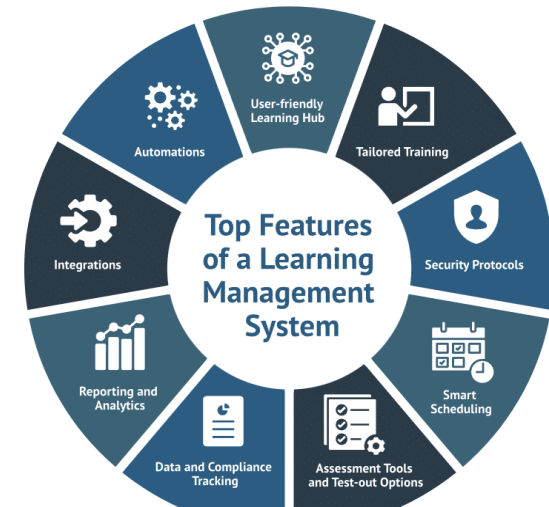 Top Features
of a Learning
Management
System
User-friendly
Learning Hub
Tailored Training
Security Protocols
Smart
Scheduling
Assessment Tools
and Test-out Options
Data and Compliance
Tracking
Reporting and
Analytics
Integrations
Automations